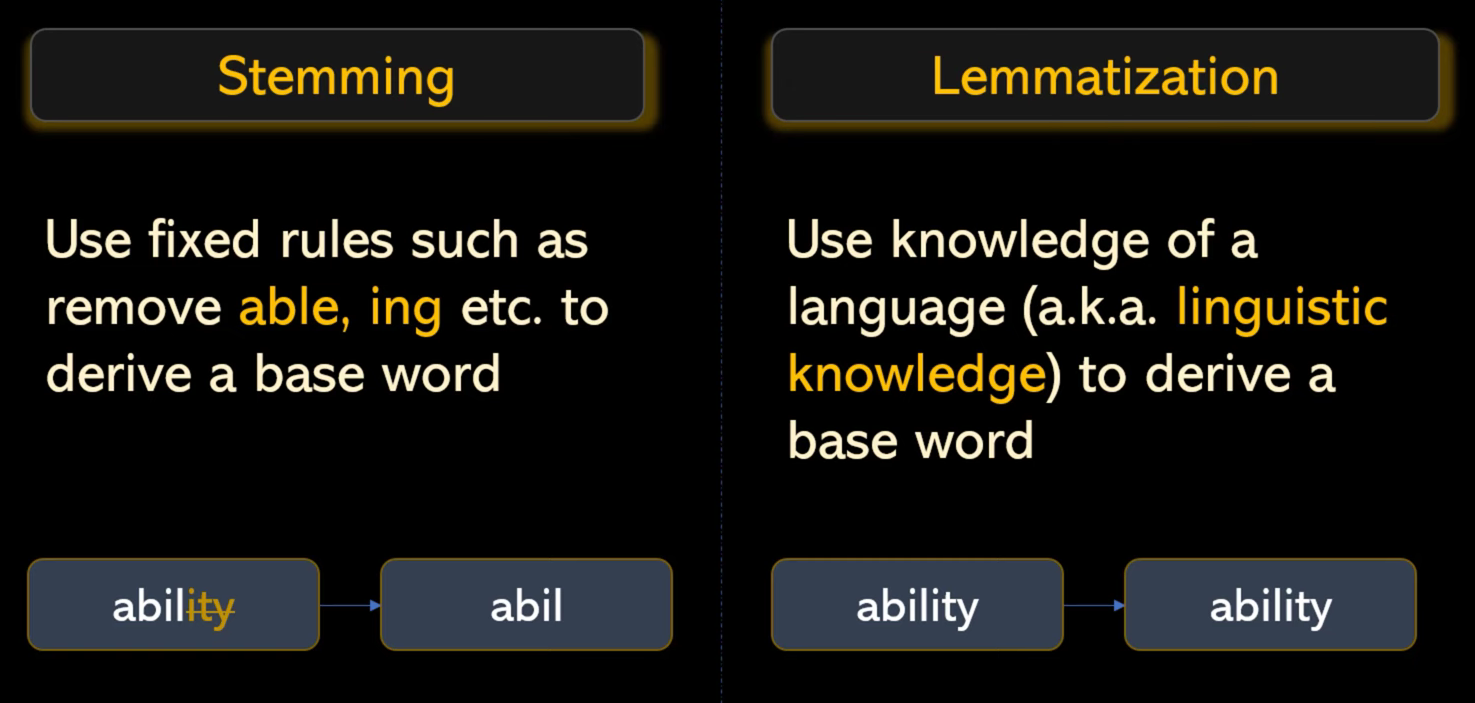 Stemming
Use fixed rules such as
remove able, ing etc. to
derive a base word
ability
abil
Lemmatization
Use knowledge of a
language (a.k.a. linguistic
knowledge) to derive a
base word
ability
ability